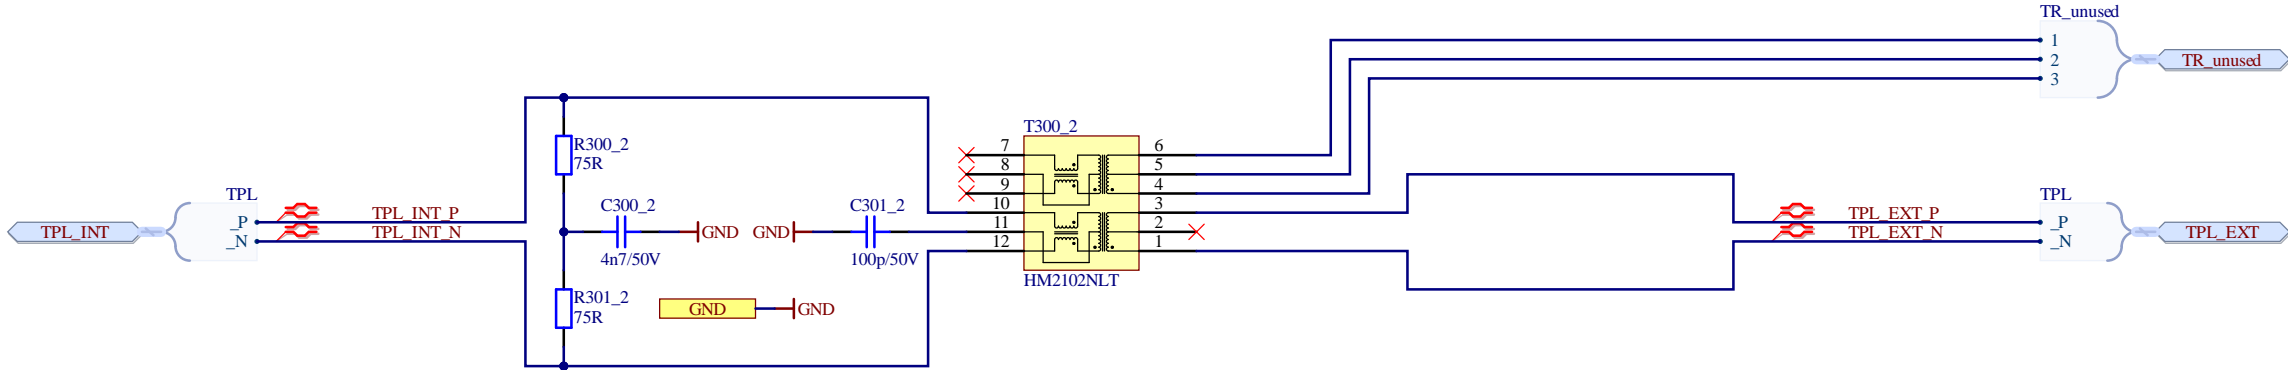 TR_unused
1
2
3
TR_unused
T300_2
R300_2
75R
7
8
9
10
11
12
6
5
4
3
2
1
HM2102NLT
TPL
_P
_N
TPL_INT
TPL_INT_P
TPL_INT_N
C300_2
4n7/50V
GND
GND
C301_2
100p/50V
R301_2
75R
GND
GND
TPL_EXT_P
TPL_EXT_N
TPL
_P
_N
TPL_EXT